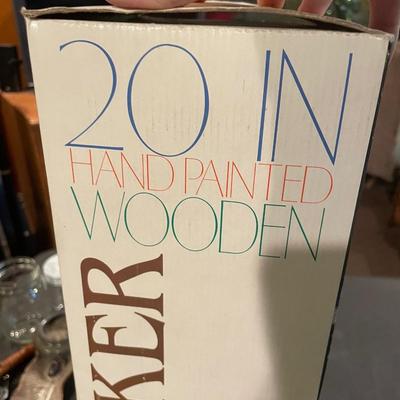 20 IN
HAND PAINTED
WOODEN
KER